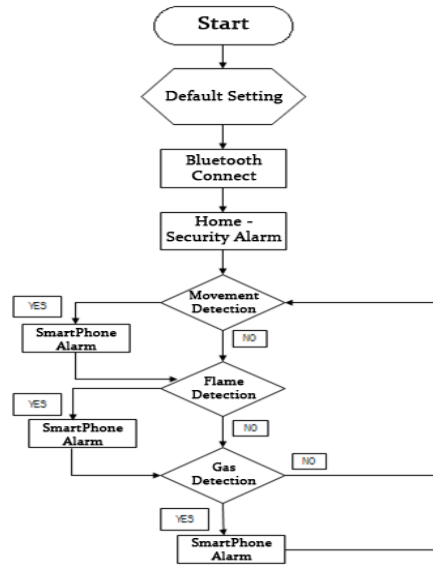 Start
Default Setting
Bluetooth
Connect
Home -
Security Alarm
Movement
Detection
YES
SmartPhone
Alarm
NO
Flame
Detection
YES
SmartPhone
Alarm
NO
Gas
Detection
NO
YES
SmartPhone
Alarm